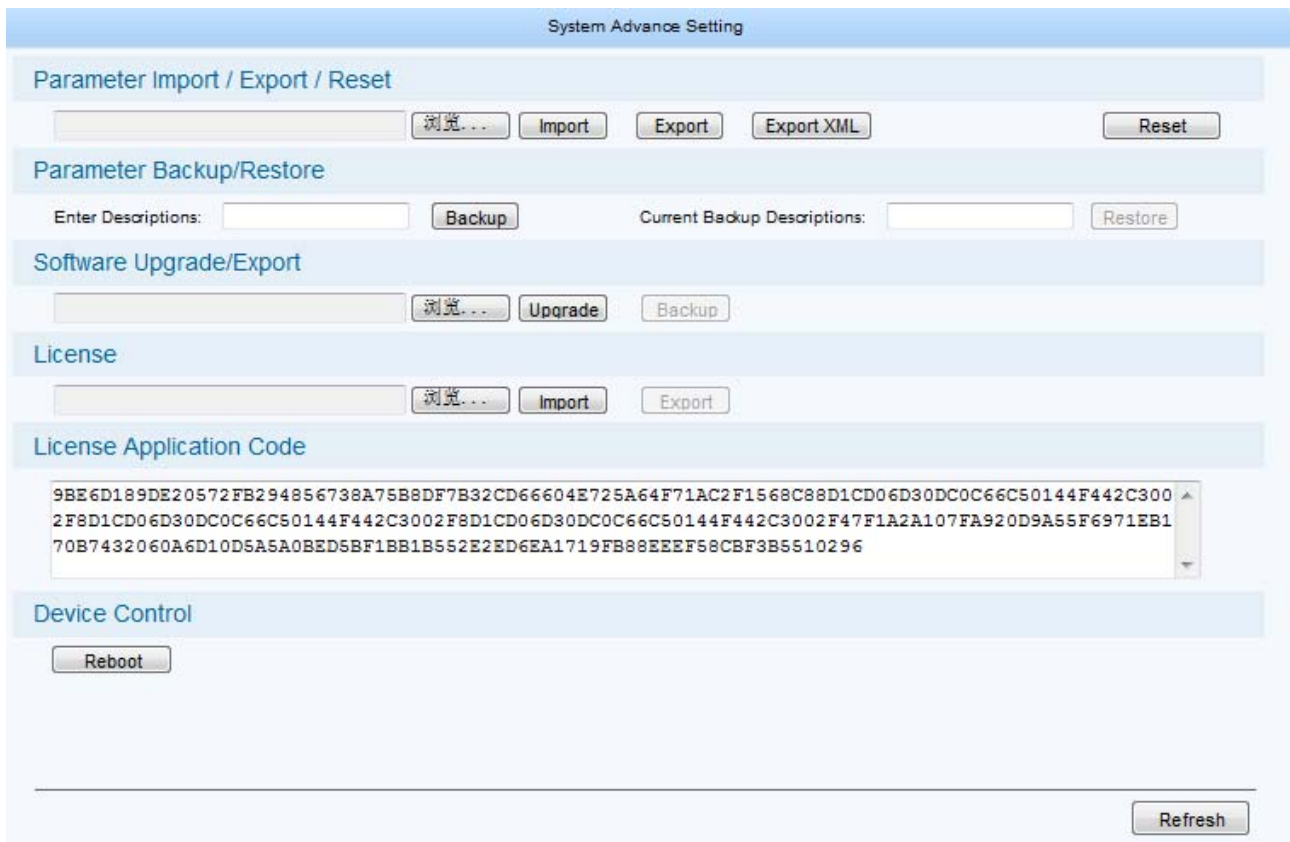 System Advance Setting
Parameter Import / Export / Reset
浏览... Import Export Export XML Reset
Parameter Backup/Restore
Enter Descriptions: Backup Current Backup Descriptions: Restore
Software Upgrade/Export
浏览... Upgrade Backup
License
浏览... Import Export
License Application Code
9BE6D189DE20572FB294856738A75B8DF7B32CD66604E725A64F71AC2F1568C88D1CD06D30DC0C66C50144F442C300
2F8D1CD06D30DC0C66C50144F442C3002F8D1CD06D30DC0C66C50144F442C3002F47F1A2A107FA920D9A55F6971EB1
70B7432060A6D10D5A5A0BED5BF1BB1B552E2ED6EA1719FB88EEEF58CBF3B5510296
Device Control
Reboot
Refresh